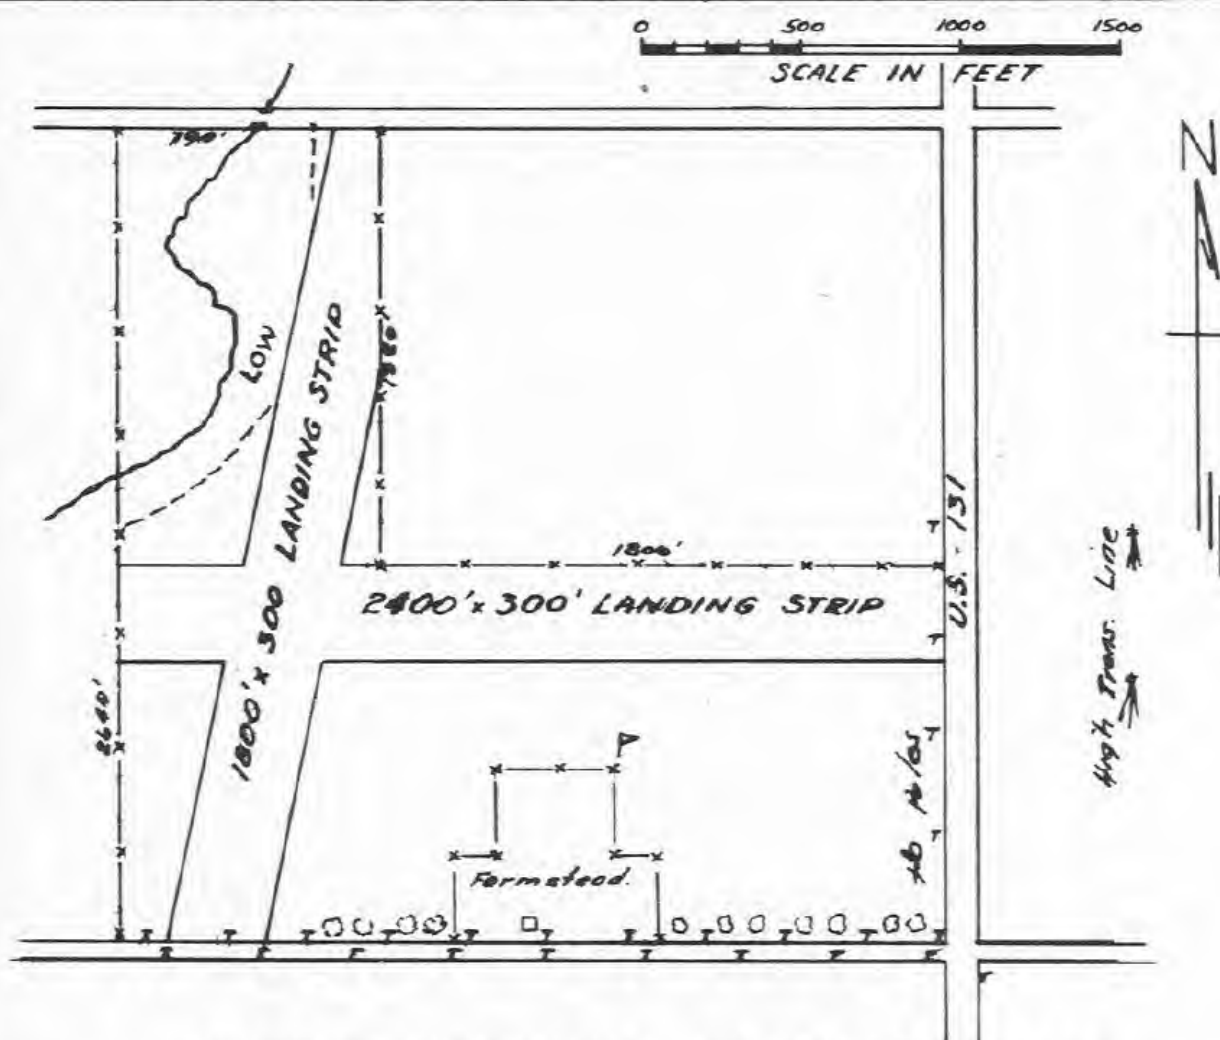 0 500 1000 1500
SCALE IN FEET
N
790'
LOW
1800' x 300 LANDING STRIP
1800'
2400' x 300' LANDING STRIP
U.S. - 131
High Trans. Line
2640'
Farmstead.